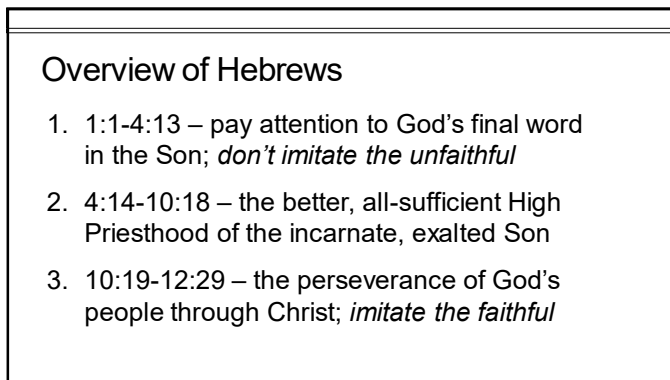 Overview of Hebrews
1. 1:1-4:13 – pay attention to God’s final word
in the Son; don’t imitate the unfaithful
2. 4:14-10:18 – the better, all-sufficient High
Priesthood of the incarnate, exalted Son
3. 10:19-12:29 – the perseverance of God’s
people through Christ; imitate the faithful